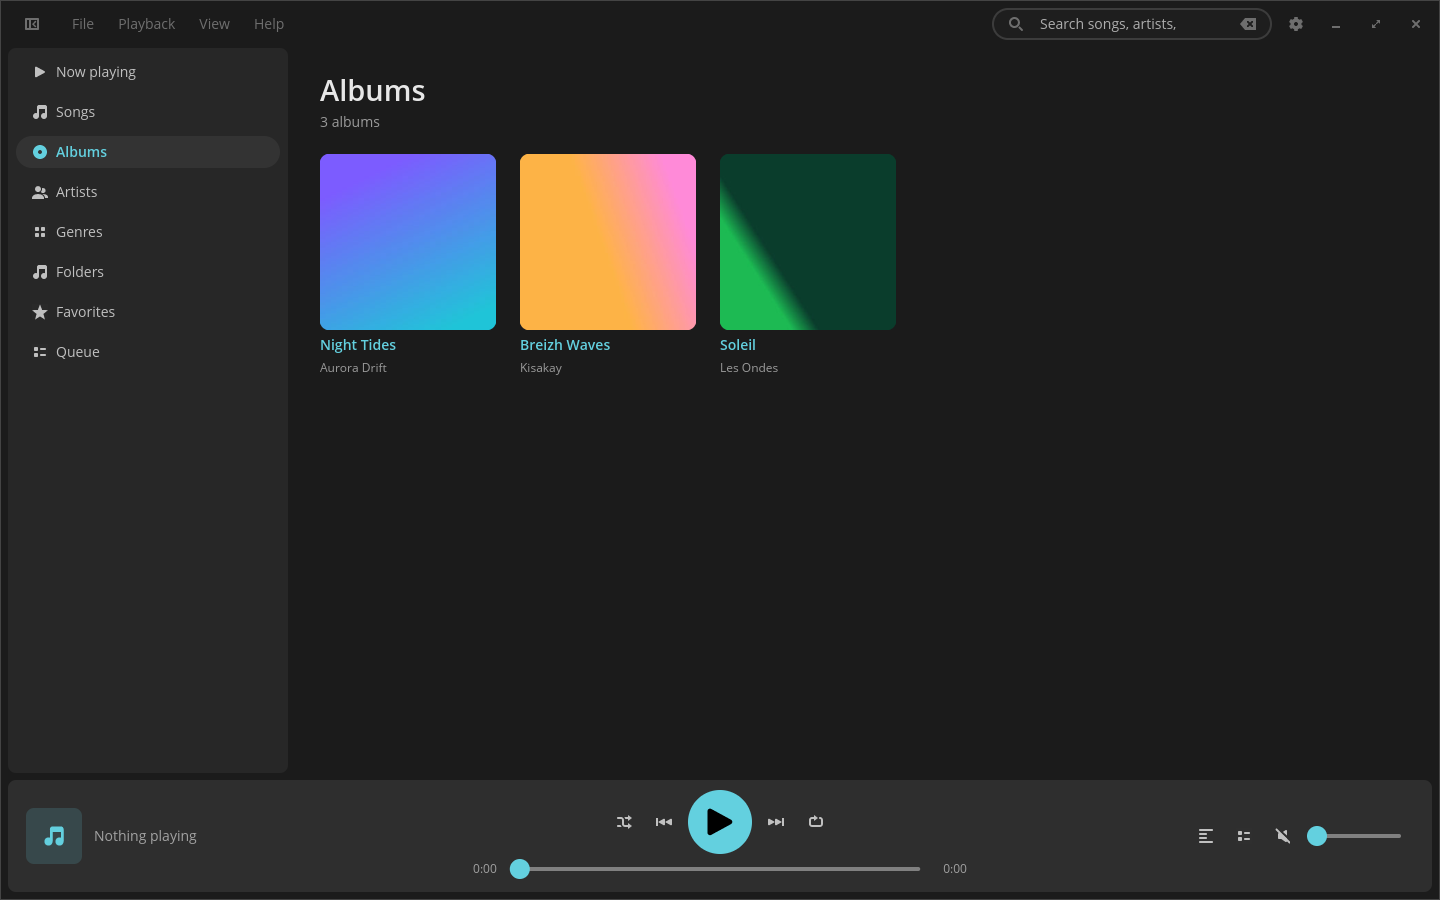 File Playback View Help Search songs, artists,
Now playing
Songs
Albums
Artists
Genres
Folders
Favorites
Queue
Albums
3 albums
Night Tides
Aurora Drift
Breizh Waves
Kisakay
Soleil
Les Ondes
Nothing playing
0:00 0:00